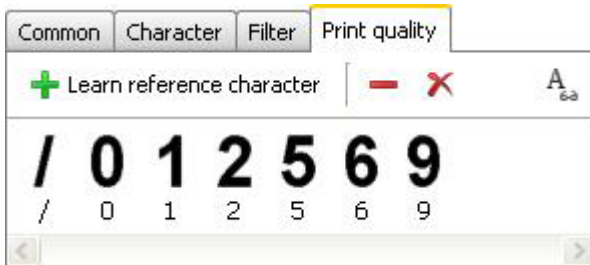 Common Character Filter Print quality
Learn reference character A
/ 0 1 2 5 6 9
/ 0 1 2 5 6 9